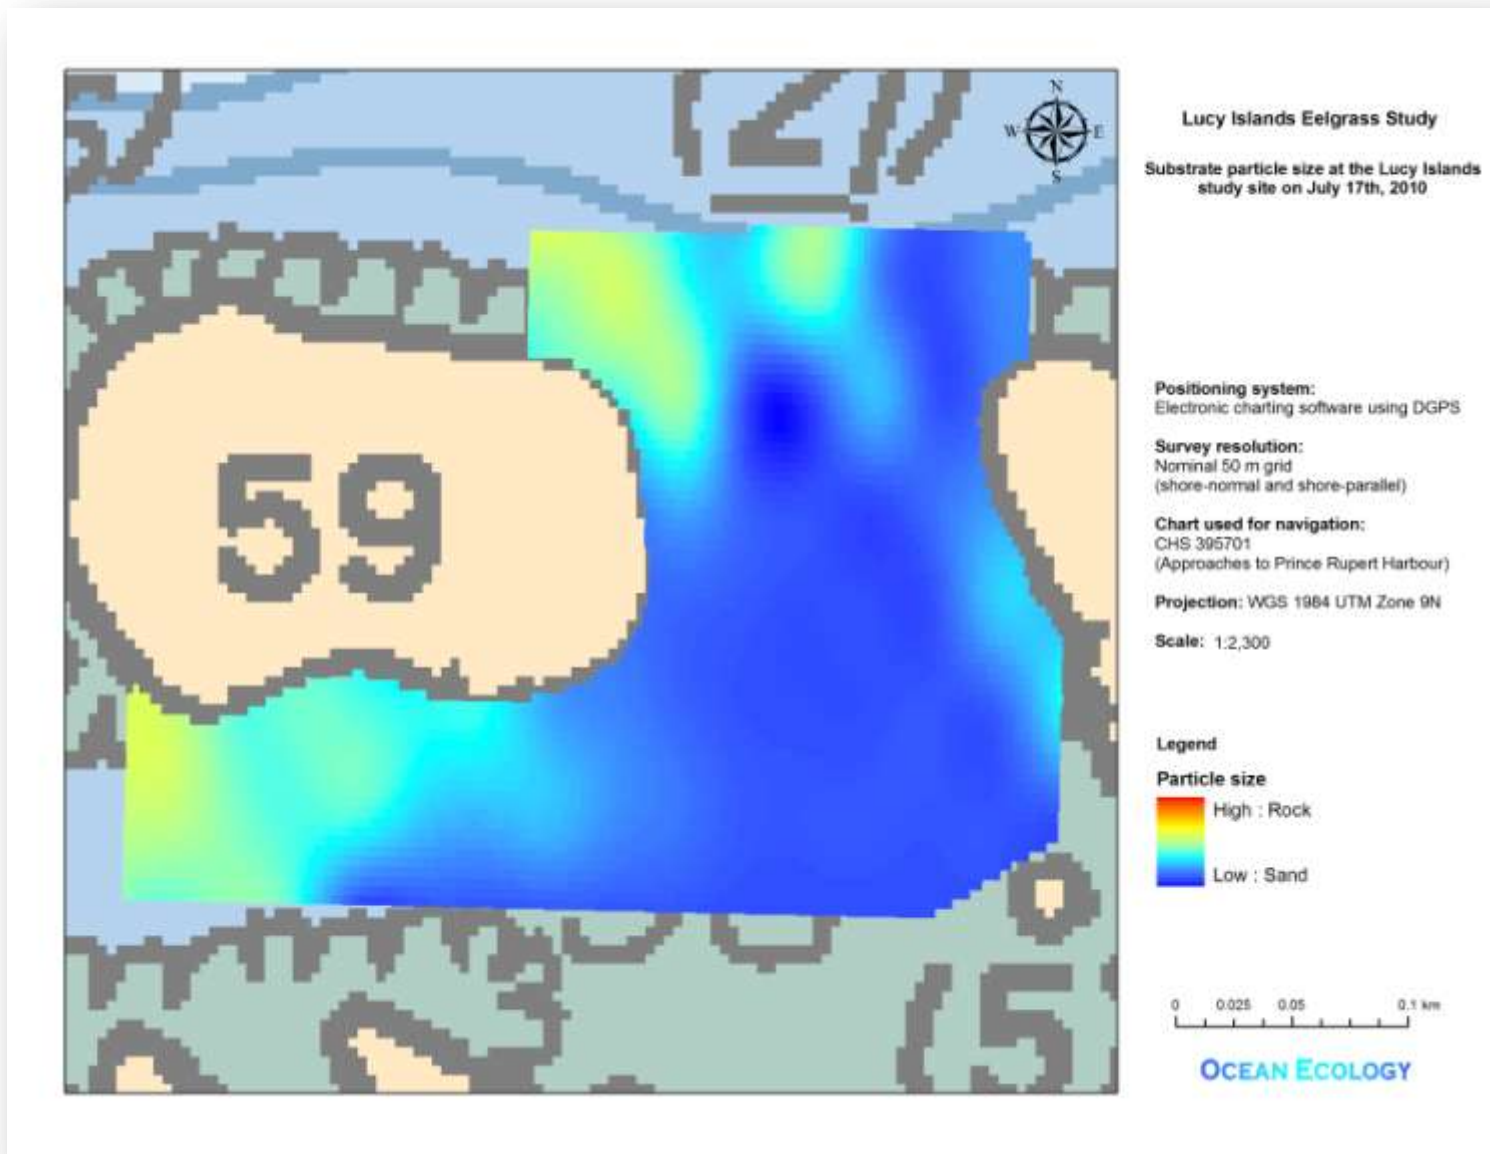 (2)
N
W E
S
59
3
(5
Lucy Islands Eelgrass Study
Substrate particle size at the Lucy Islands
study site on July 17th, 2010
Positioning system:
Electronic charting software using DGPS
Survey resolution:
Nominal 50 m grid
(shore-normal and shore-parallel)
Chart used for navigation:
CHS 395701
(Approaches to Prince Rupert Harbour)
Projection: WGS 1984 UTM Zone 9N
Scale: 1:2,300
Legend
Particle size
High : Rock
Low : Sand
0 0.025 0.05 0.1 km
OCEAN ECOLOGY